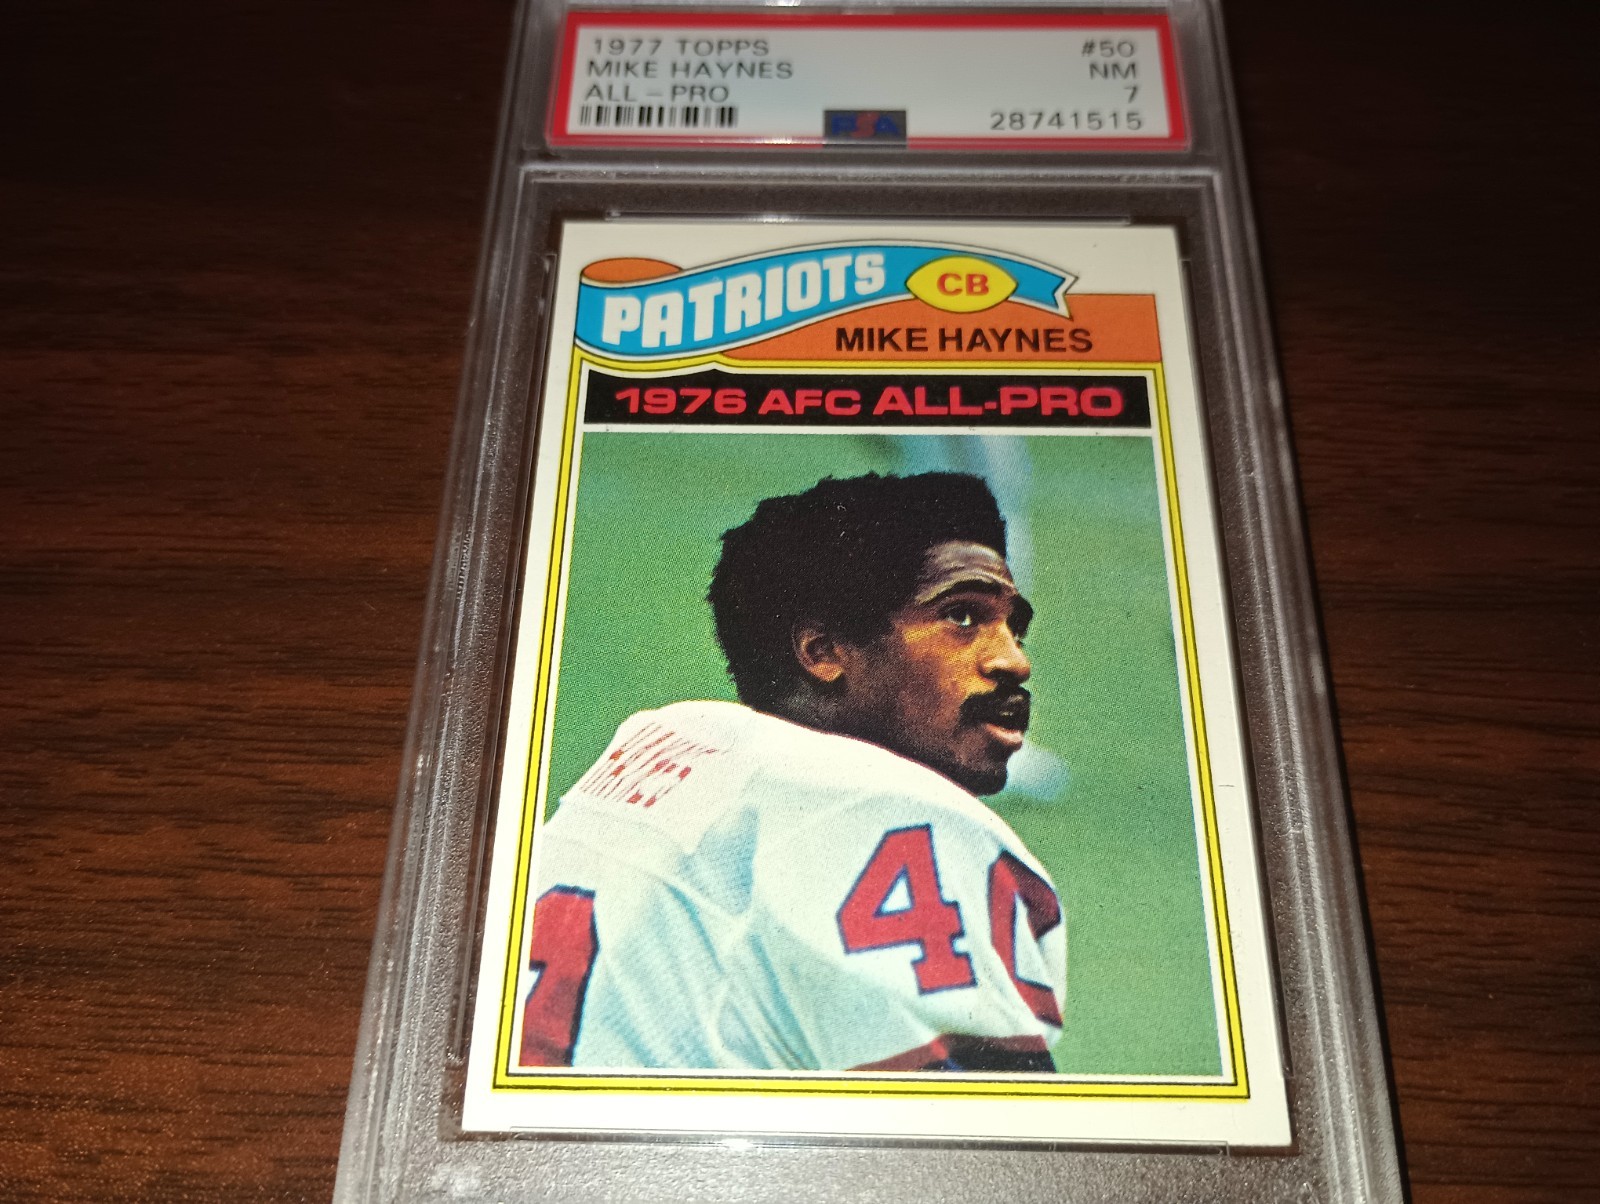 1977 TOPPS #50
MIKE HAYNES NM
ALL - PRO 7
PSA 28741515
PATRIOTS CB
MIKE HAYNES
1976 AFC ALL-PRO
HAYNES
40